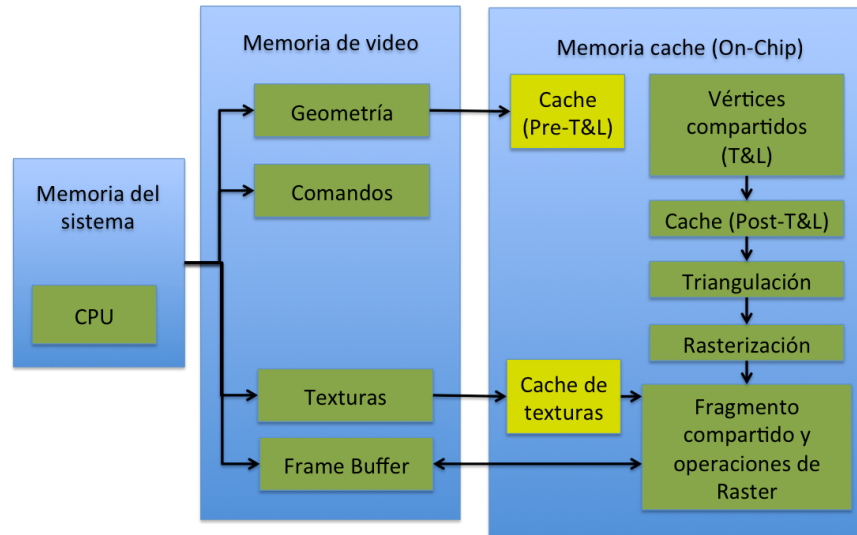 Memoria del
sistema
CPU
Memoria de video
Geometría
Comandos
Texturas
Frame Buffer
Memoria cache (On-Chip)
Cache
(Pre-T&L)
Vértices
compartidos
(T&L)
Cache (Post-T&L)
Triangulación
Rasterización
Cache de
texturas
Fragmento
compartido y
operaciones de
Raster